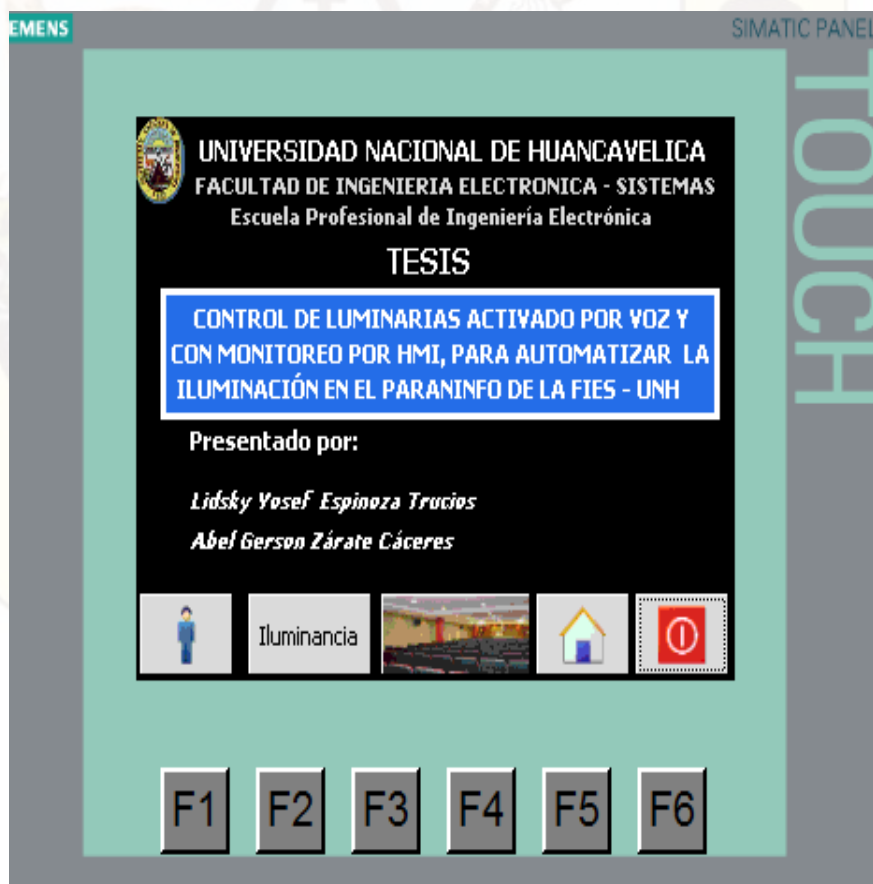 EMENS
SIMATIC PANEL
TOUCH
UNIVERSIDAD NACIONAL DE HUANCAVELICA
FACULTAD DE INGENIERIA ELECTRONICA - SISTEMAS
Escuela Profesional de Ingeniería Electrónica
TESIS
CONTROL DE LUMINARIAS ACTIVADO POR VOZ Y
CON MONITOREO POR HMI, PARA AUTOMATIZAR LA
ILUMINACIÓN EN EL PARANINFO DE LA FIES - UNH
Presentado por:
Lidsky Yosef Espinoza Trucios
Abel Gerson Zárate Cáceres
Iluminancia
F1 F2 F3 F4 F5 F6